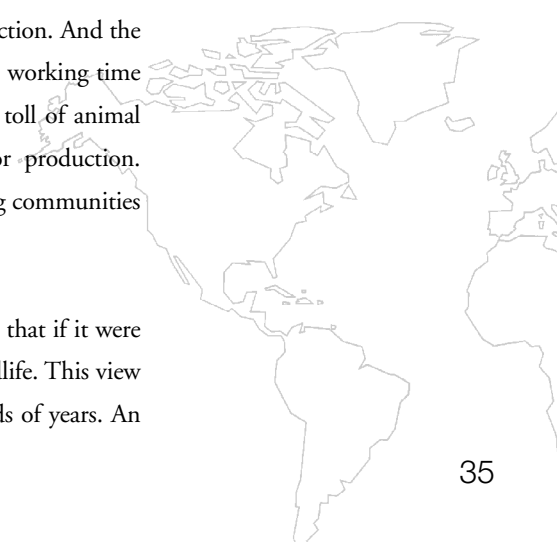 ction. And the
working time
toll of animal
or production.
g communities
that if it were
llife. This view
ds of years. An
35